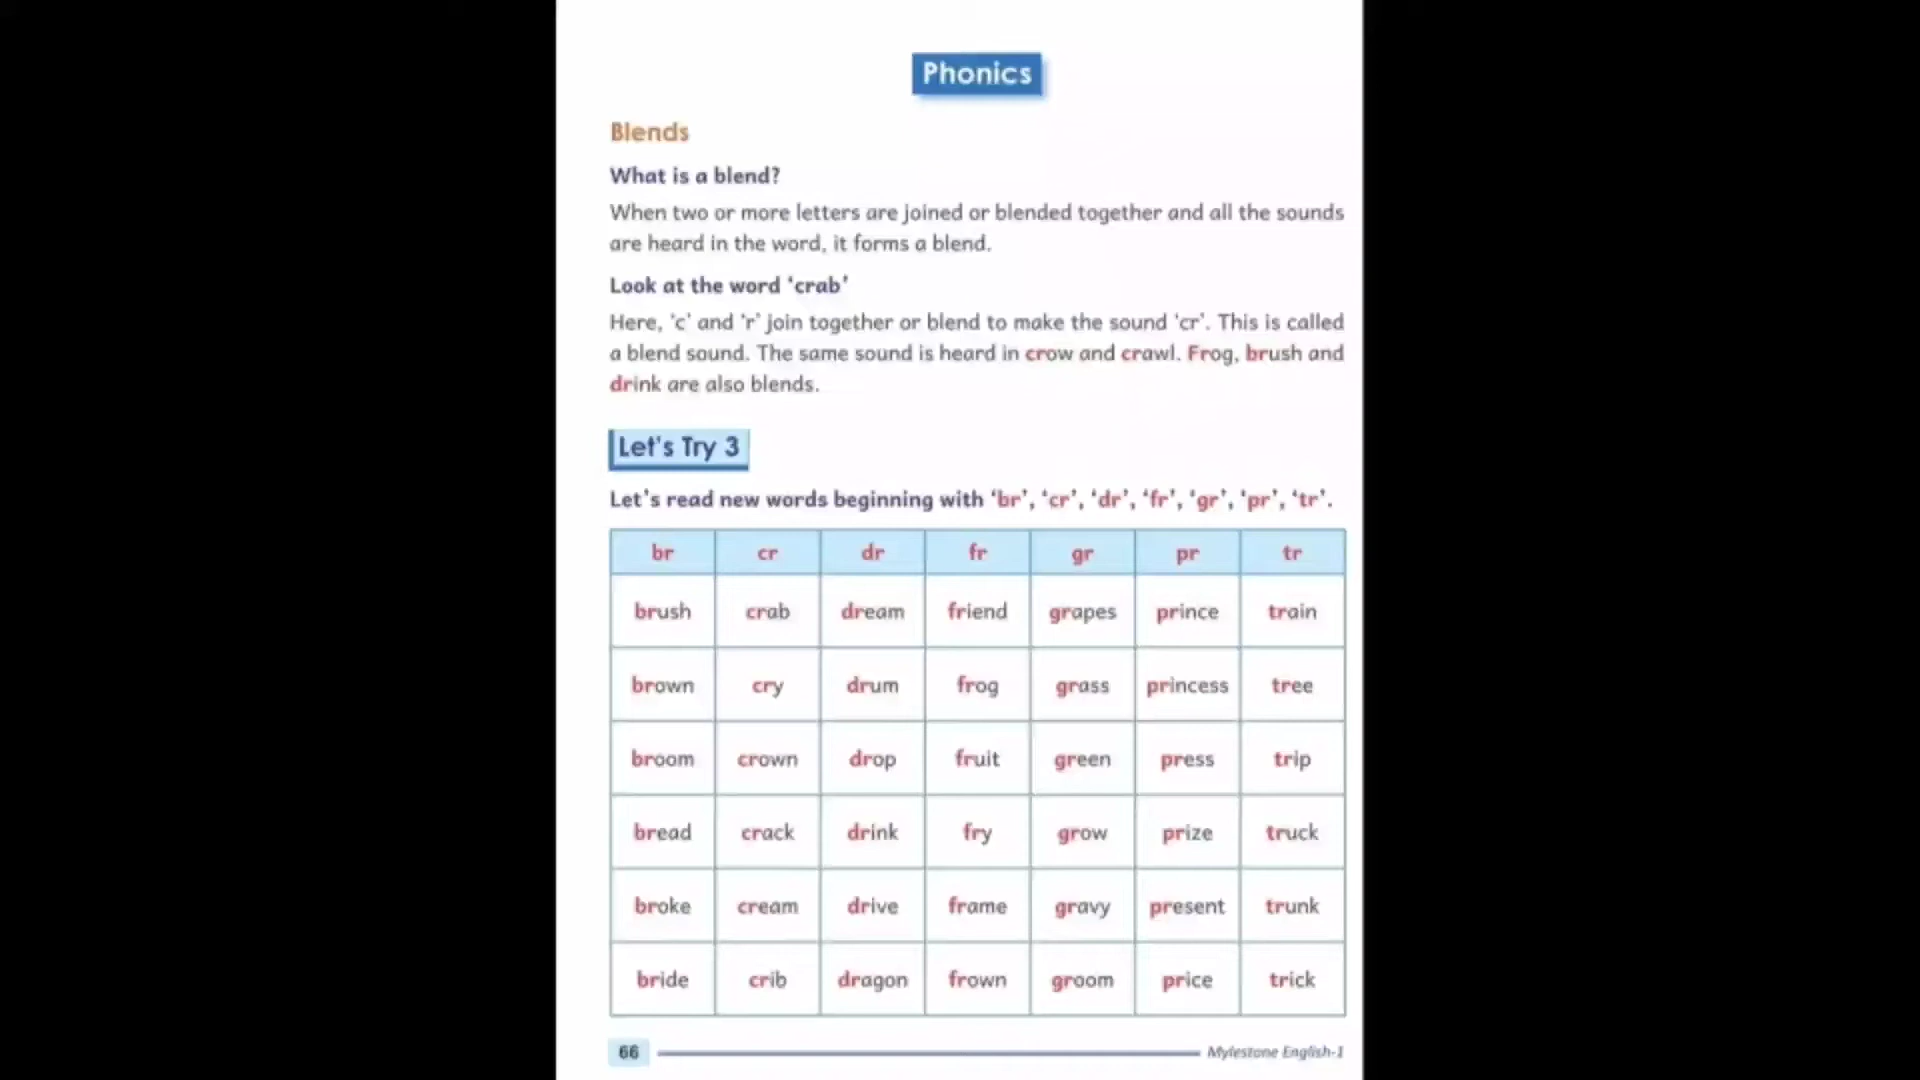 Phonics
Blends
What is a blend?
When two or more letters are joined or blended together and all the sounds
are heard in the word, it forms a blend.
Look at the word ‘crab’
Here, ‘c’ and ‘r’ join together or blend to make the sound ‘cr’. This is called
a blend sound. The same sound is heard in crow and crawl. Frog, brush and
drink are also blends.
Let's Try 3
Let's read new words beginning with ‘br’, ‘cr’, ‘dr’, ‘fr’, ‘gr’, ‘pr’, ‘tr’.
br cr dr fr gr pr tr
brush crab dream friend grapes prince train
brown cry drum frog grass princess tree
broom crown drop fruit green press trip
bread crack drink fry grow prize truck
broke cream drive frame gravy present trunk
bride crib dragon frown groom price trick
66 Mylestone English-1